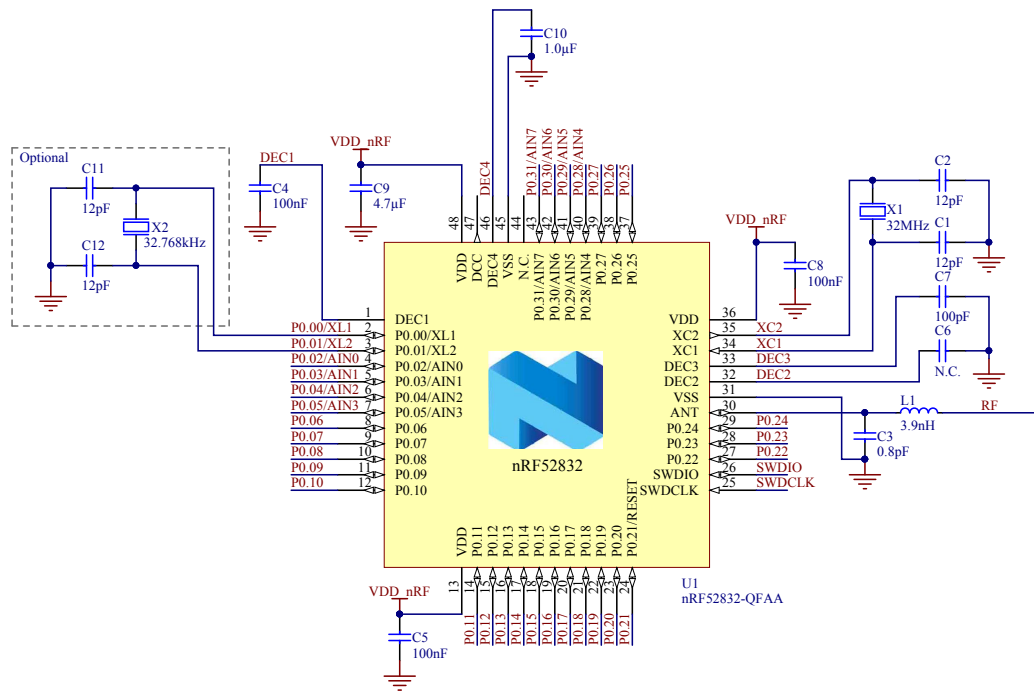 C10
1.0µF
Optional
C11
12pF
X2
32.768kHz
C12
12pF
DEC1
C4
100nF
VDD_nRF
C9
4.7µF
DEC4
P0.31/AIN7
P0.30/AIN6
P0.29/AIN5
P0.28/AIN4
P0.27
P0.26
P0.25
48
47
46
45
44
43
42
41
40
39
38
37
VDD
DCC
DEC4
VSS
N.C.
P0.31/AIN7
P0.30/AIN6
P0.29/AIN5
P0.28/AIN4
P0.27
P0.26
P0.25
VDD_nRF
C8
100nF
C2
12pF
X1
32MHz
C1
12pF
C7
100pF
C6
N.C.
1 DEC1
P0.00/XL1 2 P0.00/XL1
P0.01/XL2 3 P0.01/XL2
P0.02/AIN0 4 P0.02/AIN0
P0.03/AIN1 5 P0.03/AIN1
P0.04/AIN2 6 P0.04/AIN2
P0.05/AIN3 7 P0.05/AIN3
P0.06 8 P0.06
P0.07 9 P0.07
P0.08 10 P0.08
P0.09 11 P0.09
P0.10 12 P0.10
nRF52832
VDD 36
XC2 35 XC2
XC1 34 XC1
DEC3 33 DEC3
DEC2 32 DEC2
VSS 31
ANT 30
P0.24 29 P0.24
P0.23 28 P0.23
P0.22 27 P0.22
SWDIO 26 SWDIO
SWDCLK 25 SWDCLK
L1
3.9nH
RF
C3
0.8pF
VDD
P0.11
P0.12
P0.13
P0.14
P0.15
P0.16
P0.17
P0.18
P0.19
P0.20
P0.21/RESET
13
14
15
16
17
18
19
20
21
22
23
24
P0.11
P0.12
P0.13
P0.14
P0.15
P0.16
P0.17
P0.18
P0.19
P0.20
P0.21
U1
nRF52832-QFAA
VDD_nRF
C5
100nF